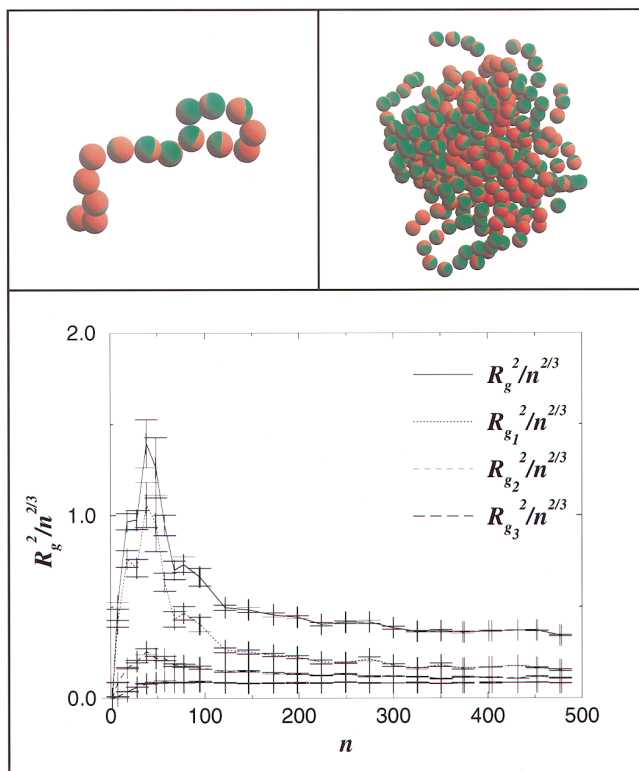 2.0
R_g^2/n^{2/3}
R_{g_1}^2/n^{2/3}
R_{g_2}^2/n^{2/3}
R_{g_3}^2/n^{2/3}
1.0
R_g^2/n^{2/3}
0.0
0 100 200 300 400 500
n